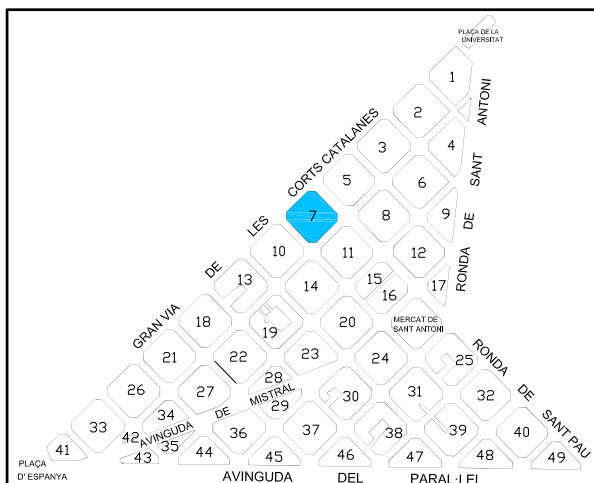 PLAÇA DE LA
UNIVERSITAT
1
2
ANTONI
3
4
SANT
5
6
CORTS CATALANES
7
8
9
DE
LES
10
11
12
RONDA
DE
13
14
15
16
17
GRAN VIA
18
19
20
MERCAT DE
SANT ANTONI
21
22
23
24
25
RONDA
26
27
28
MISTRAL
29
30
31
32
DE
33
34
DE
AVINGUDA
35
36
37
38
39
40
SANT PAU
41
42
43
44
45
46
47
48
49
PLAÇA
D' ESPANYA
AVINGUDA DEL PARAL·LEL